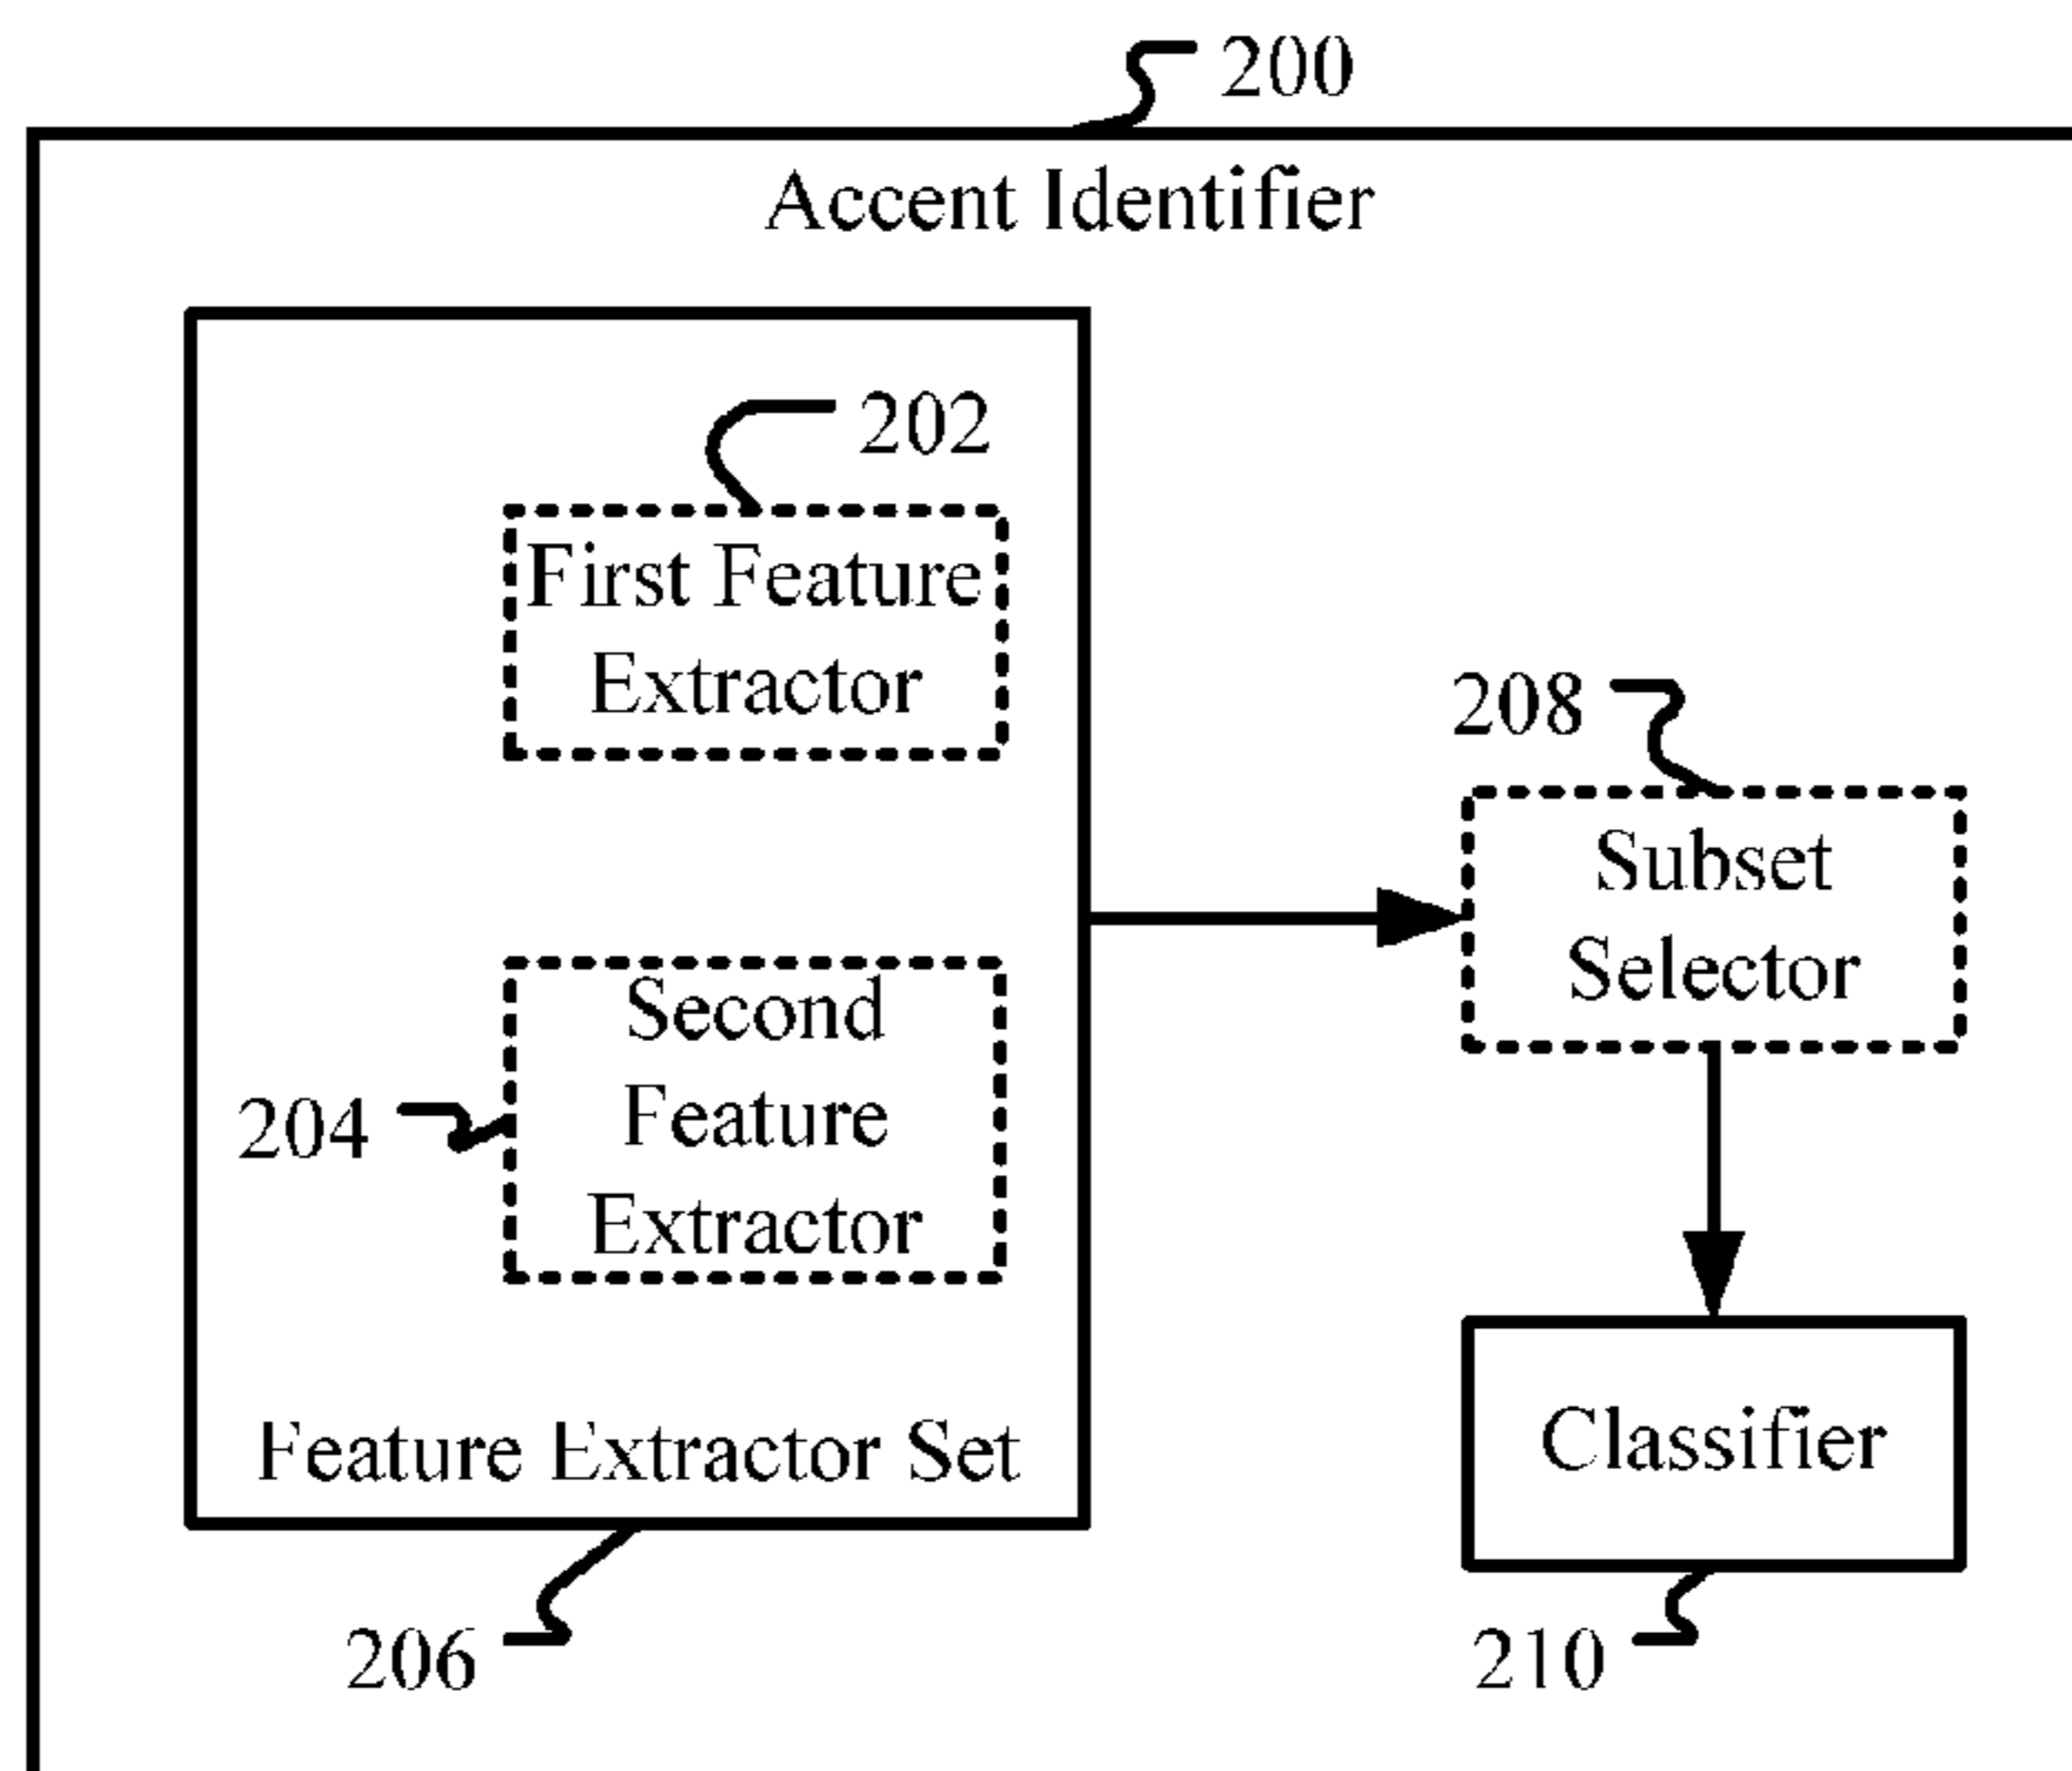 200
Accent Identifier
202
First Feature
Extractor
208
Subset
Selector
204
Second
Feature
Extractor
Feature Extractor Set
Classifier
206
210